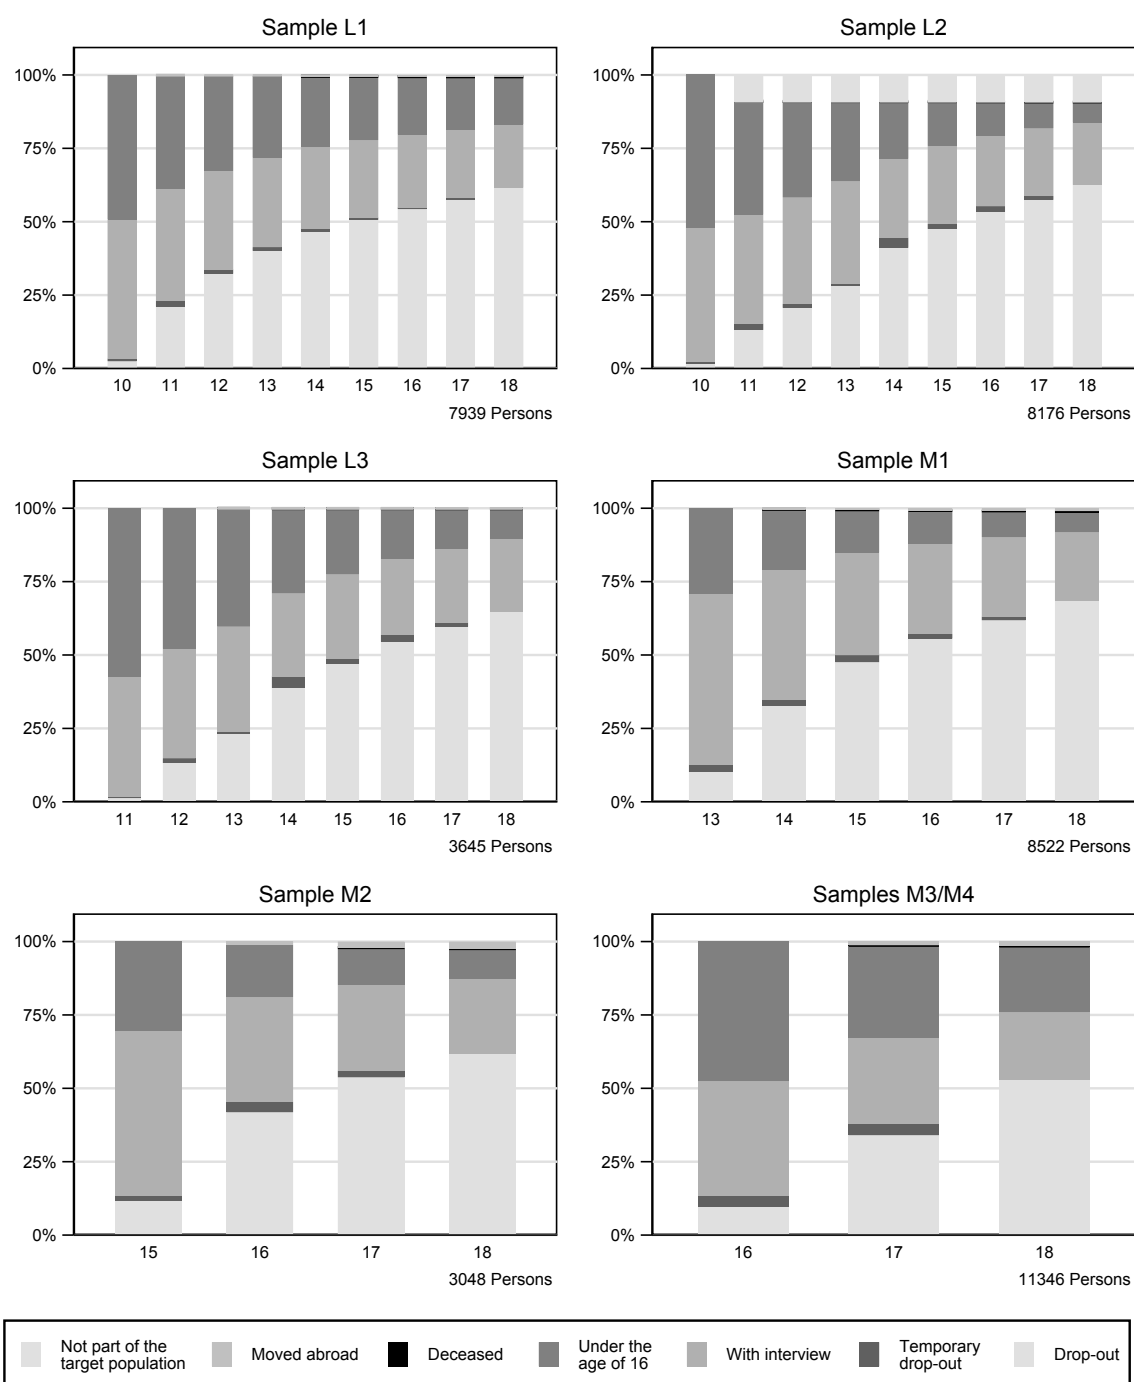 Sample L1
Sample L2
100%
75%
50%
25%
0%
10 11 12 13 14 15 16 17 18
7939 Persons
100%
75%
50%
25%
0%
10 11 12 13 14 15 16 17 18
8176 Persons
Sample L3
Sample M1
100%
75%
50%
25%
0%
11 12 13 14 15 16 17 18
3645 Persons
100%
75%
50%
25%
0%
13 14 15 16 17 18
8522 Persons
Sample M2
Samples M3/M4
100%
75%
50%
25%
0%
15 16 17 18
3048 Persons
100%
75%
50%
25%
0%
16 17 18
11346 Persons
Not part of the
target population
Moved abroad
Deceased
Under the
age of 16
With interview
Temporary
drop-out
Drop-out